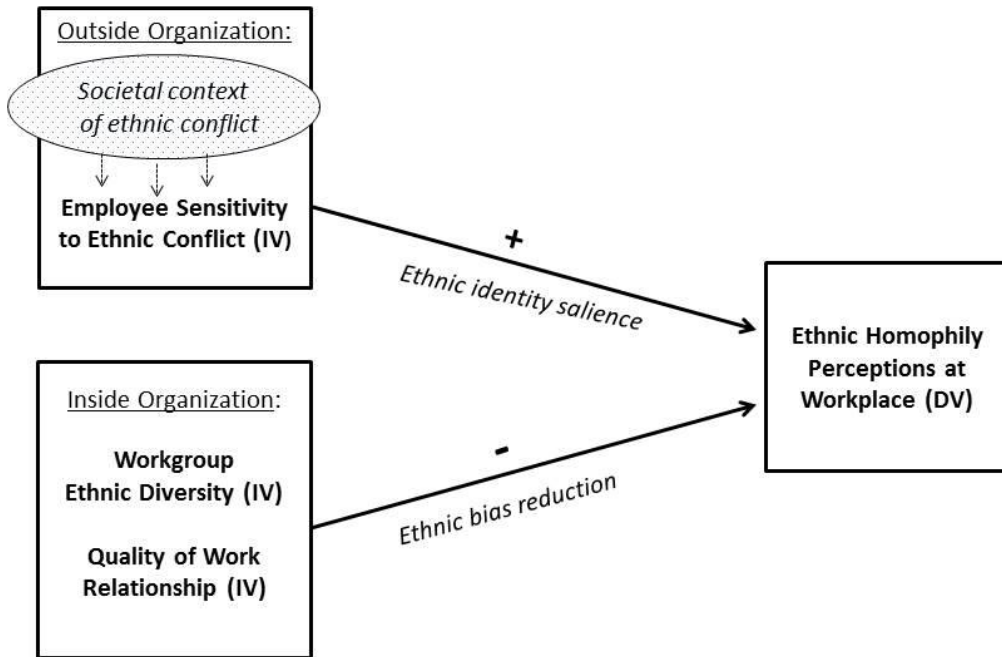 Outside Organization:
Societal context
of ethnic conflict
Employee Sensitivity
to Ethnic Conflict (IV)
+
Ethnic identity salience
Ethnic Homophily
Perceptions at
Workplace (DV)
Inside Organization:
Workgroup
Ethnic Diversity (IV)
Quality of Work
Relationship (IV)
-
Ethnic bias reduction